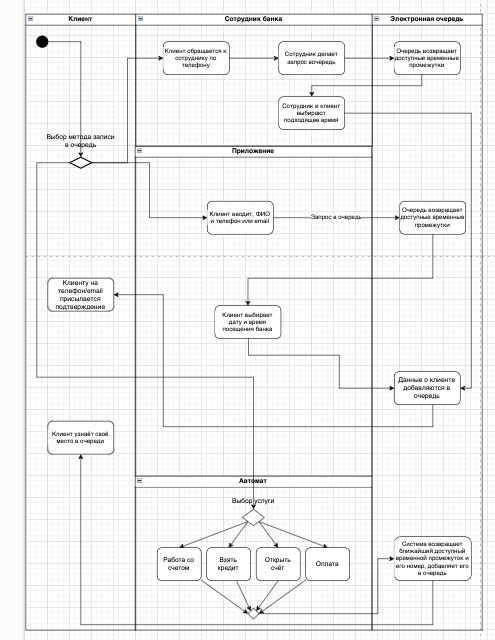 Клиент
Сотрудник банка
Электронная очередь
Клиент обращается к
сотруднику по
телефону
Сотрудник делает
запрос вочередь
Очередь возвращает
доступные временные
промежутки
Сотрудник и клиент
выбирают
подходящее время
Выбор метода записи
в очередь
Приложение
Клиент вводит, ФИО
и телефон или email
Запрос в очередь
Очередь возвращает
доступные временные
промежутки
Клиенту на
телефон/email
присылается
подтверждение
Клиент выбирает
дату и время
посещения банка
Данные о клиенте
добавляются в
очередь
Клиент узнаёт своё
место в очереди
Автомат
Выбор услуги
Работа со
счетом
Взять
кредит
Открыть
счёт
Оплата
Система возвращает
ближайший доступный
временной промежуток и
его номер, добавляет его
в очередь